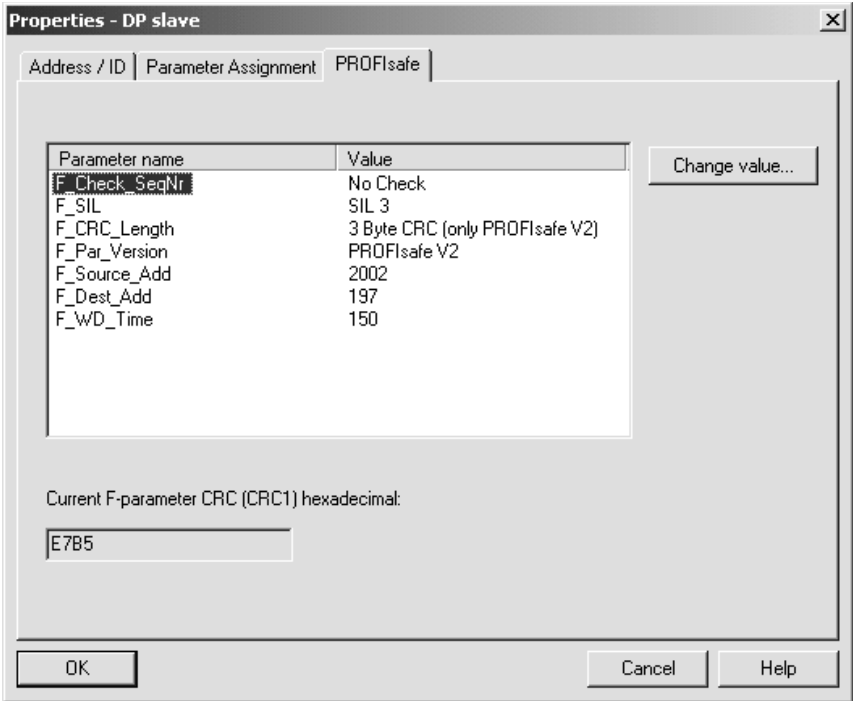 Properties - DP slave
Address / ID Parameter Assignment PROFIsafe
Parameter name Value
F_Check_SeqNr No Check
F_SIL SIL 3
F_CRC_Length 3 Byte CRC (only PROFIsafe V2)
F_Par_Version PROFIsafe V2
F_Source_Add 2002
F_Dest_Add 197
F_WD_Time 150
Change value...
Current F-parameter CRC (CRC1) hexadecimal:
E7B5
OK Cancel Help